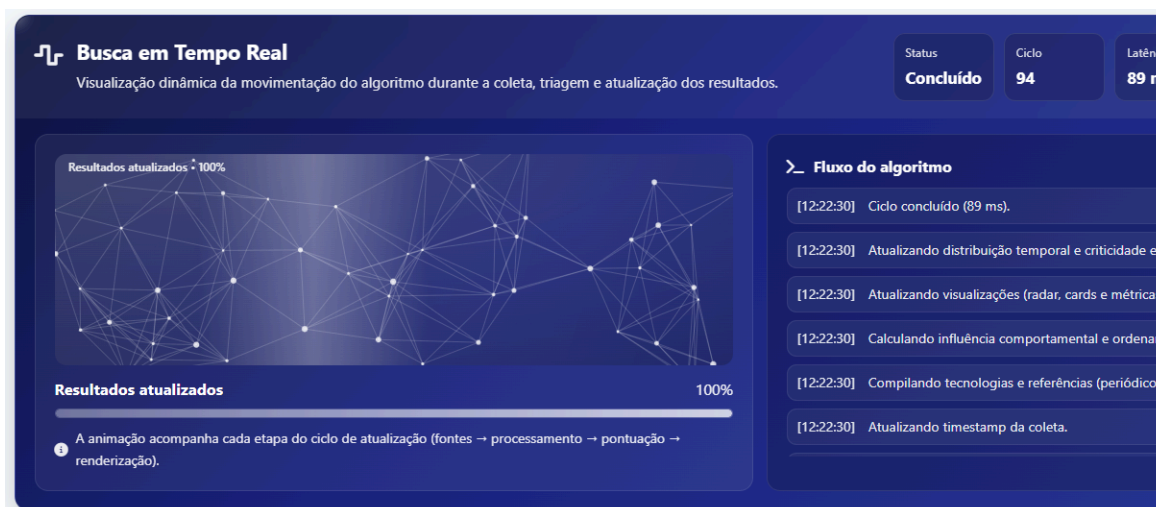 Busca em Tempo Real
Visualização dinâmica da movimentação do algoritmo durante a coleta, triagem e atualização dos resultados.
Status
Concluído
Ciclo
94
Latên
89
Resultados atualizados • 100%
Resultados atualizados
100%
A animação acompanha cada etapa do ciclo de atualização (fontes → processamento → pontuação →
renderização).
Fluxo do algoritmo
[12:22:30] Ciclo concluído (89 ms).
[12:22:30] Atualizando distribuição temporal e criticidade e
[12:22:30] Atualizando visualizações (radar, cards e métrica
[12:22:30] Calculando influência comportamental e ordena
[12:22:30] Compilando tecnologias e referências (periódico
[12:22:30] Atualizando timestamp da coleta.